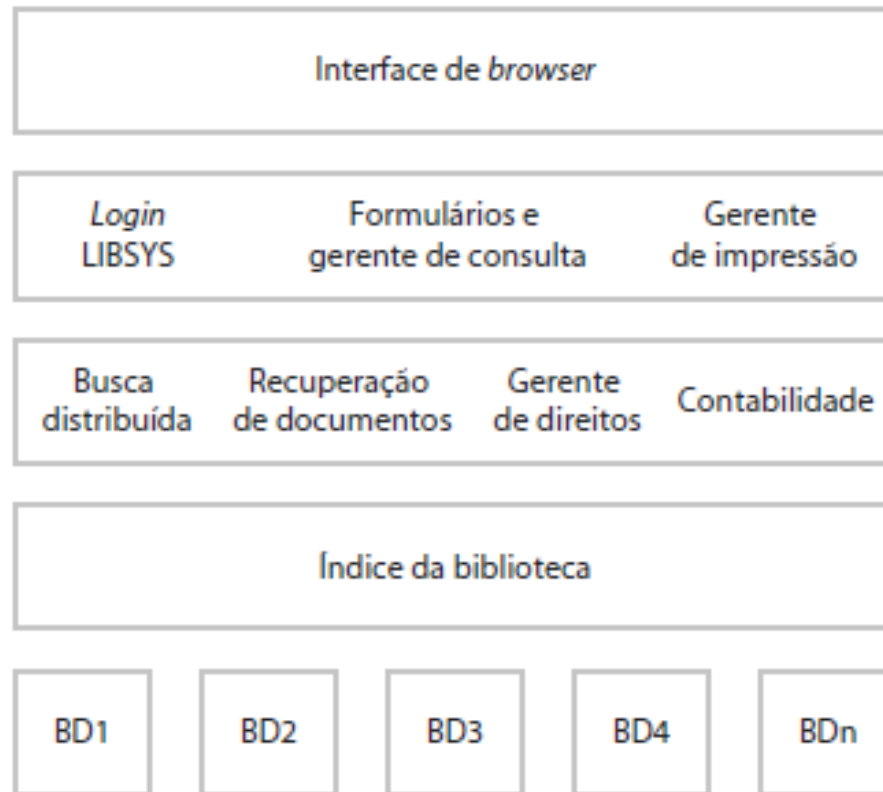 Interface de browser
Login
LIBSYS
Formulários e
gerente de consulta
Gerente
de impressão
Busca
distribuída
Recuperação
de documentos
Gerente
de direitos
Contabilidade
Índice da biblioteca
BD1
BD2
BD3
BD4
BDn